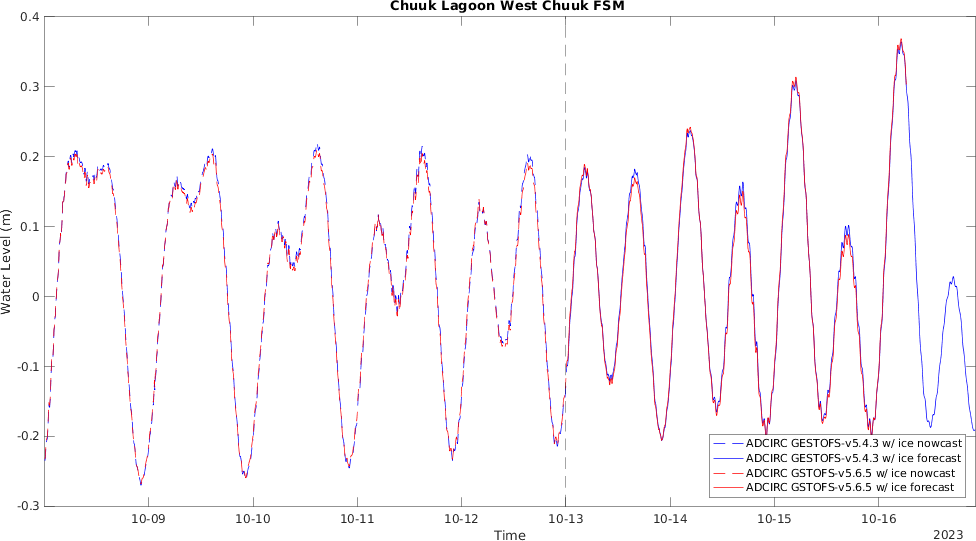 Chuuk Lagoon West Chuuk FSM
0.4
0.3
0.2
0.1
0
-0.1
-0.2
-0.3
Water Level (m)
10-09
10-10
10-11
10-12
10-13
10-14
10-15
10-16
Time
2023
ADCIRC GESTOFS-v5.4.3 w/ ice nowcast
ADCIRC GESTOFS-v5.4.3 w/ ice forecast
ADCIRC GSTOFS-v5.6.5 w/ ice nowcast
ADCIRC GSTOFS-v5.6.5 w/ ice forecast